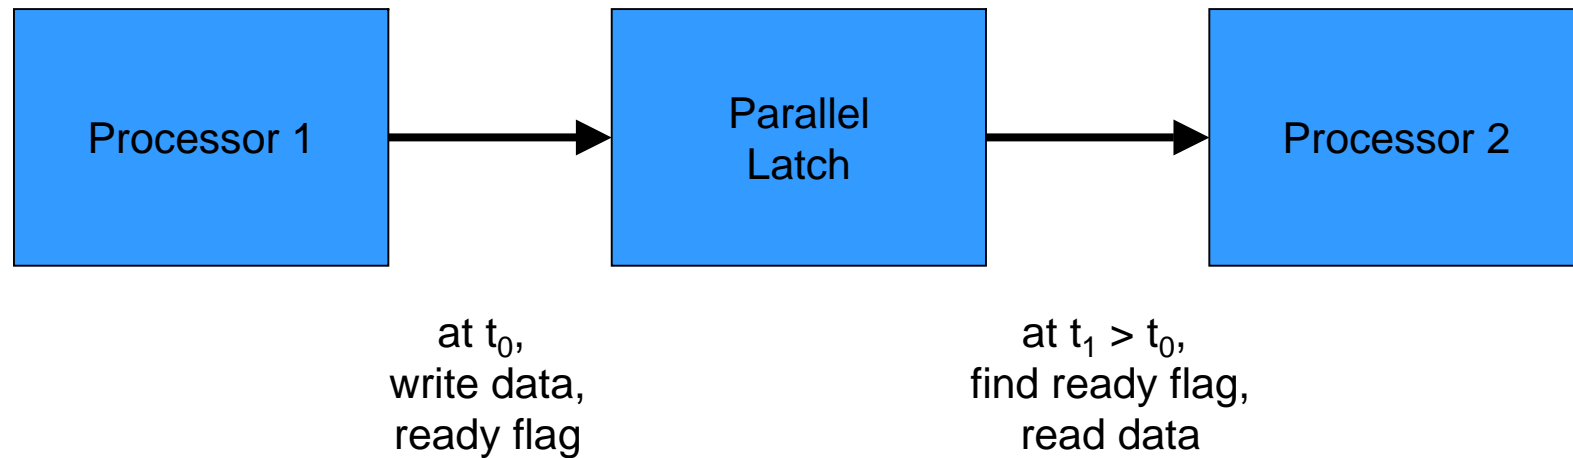 Processor 1
Parallel
Latch
Processor 2
at t₀,
write data,
ready flag
at t₁ > t₀,
find ready flag,
read data